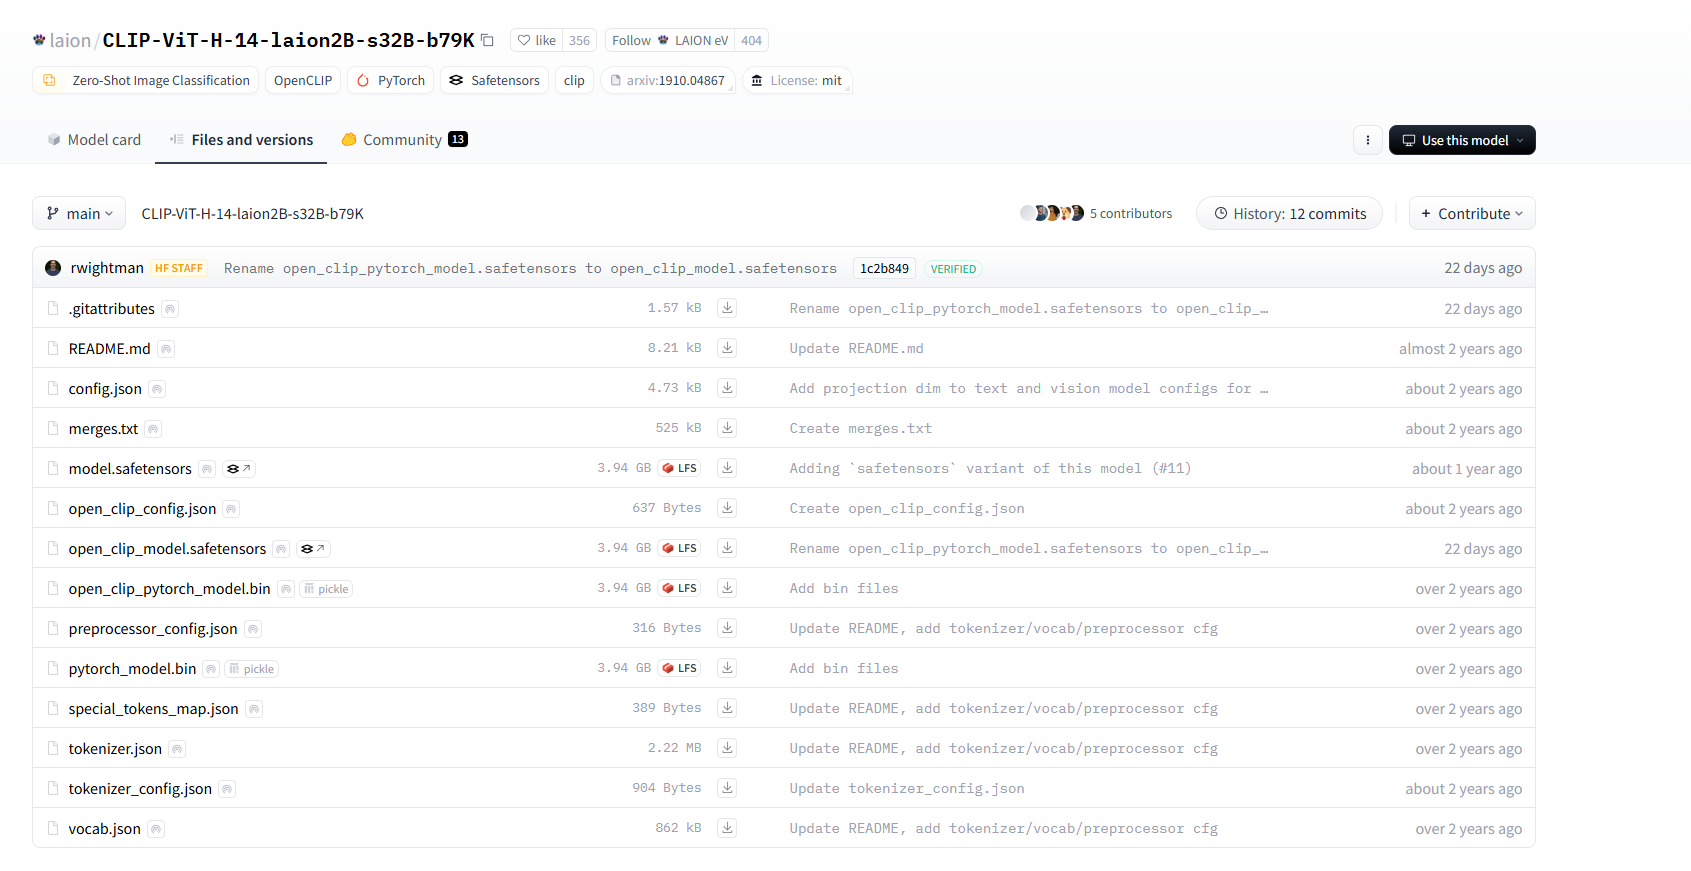 laion/CLIP-ViT-H-14-laion2B-s32B-b79K like 356 Follow LAION eV 404
Zero-Shot Image Classification OpenCLIP PyTorch Safetensors clip arxiv:1910.04867 License: mit
Model card Files and versions Community 13 Use this model
main CLIP-ViT-H-14-laion2B-s32B-b79K 5 contributors History: 12 commits + Contribute
rwightman HF STAFF Rename open_clip_pytorch_model.safetensors to open_clip_model.safetensors 1c2b849 VERIFIED 22 days ago
.gitattributes 1.57 kB Rename open_clip_pytorch_model.safetensors to open_clip_… 22 days ago
README.md 8.21 kB Update README.md almost 2 years ago
config.json 4.73 kB Add projection dim to text and vision model configs for … about 2 years ago
merges.txt 525 kB Create merges.txt about 2 years ago
model.safetensors 3.94 GB LFS Adding `safetensors` variant of this model (#11) about 1 year ago
open_clip_config.json 637 Bytes Create open_clip_config.json about 2 years ago
open_clip_model.safetensors 3.94 GB LFS Rename open_clip_pytorch_model.safetensors to open_clip_… 22 days ago
open_clip_pytorch_model.bin pickle 3.94 GB LFS Add bin files over 2 years ago
preprocessor_config.json 316 Bytes Update README, add tokenizer/vocab/preprocessor cfg over 2 years ago
pytorch_model.bin pickle 3.94 GB LFS Add bin files over 2 years ago
special_tokens_map.json 389 Bytes Update README, add tokenizer/vocab/preprocessor cfg over 2 years ago
tokenizer.json 2.22 MB Update README, add tokenizer/vocab/preprocessor cfg over 2 years ago
tokenizer_config.json 904 Bytes Update tokenizer_config.json about 2 years ago
vocab.json 862 kB Update README, add tokenizer/vocab/preprocessor cfg over 2 years ago